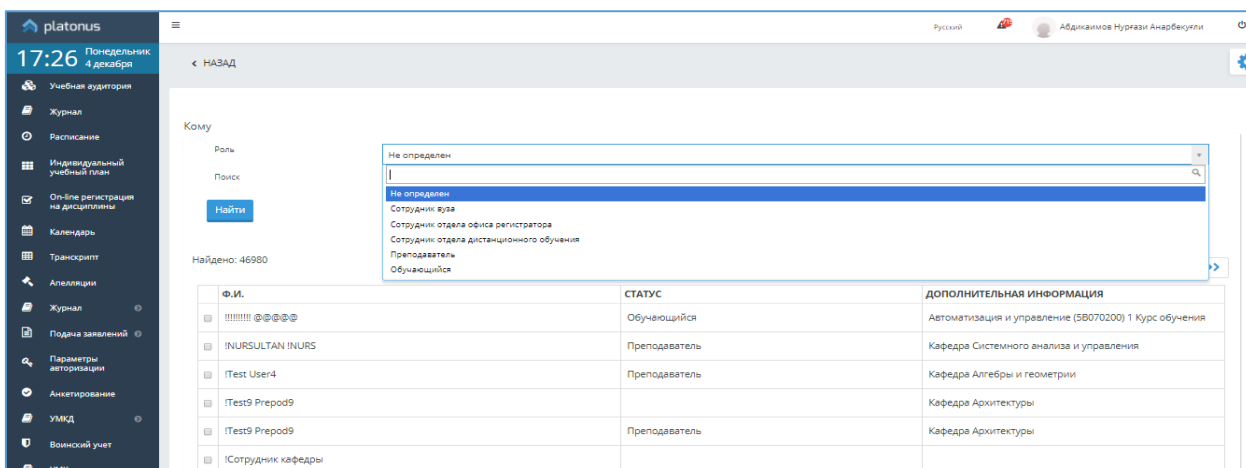 platonus
Русский
Абдикаимов Нурғази Анарбекұғли
17:26 Понедельник
4 декабря
НАЗАД
Учебная аудитория
Журнал
Расписание
Индивидуальный
учебный план
On-line регистрация
на дисциплины
Календарь
Транскрипт
Апелляции
Журнал
Подача заявлений
Параметры
авторизации
Анкетирование
УМКД
Воинский учет
Кому
Роль
Не определен
Поиск
Не определен
Сотрудник вуза
Сотрудник отдела офиса регистратора
Сотрудник отдела дистанционного обучения
Преподаватель
Обучающийся
Найти
Найдено: 46980
Ф.И. СТАТУС ДОПОЛНИТЕЛЬНАЯ ИНФОРМАЦИЯ
!!!!!!!!!! @@@@@ Обучающийся Автоматизация и управление (5B070200) 1 Курс обучения
!NURSULTAN !NURS Преподаватель Кафедра Системного анализа и управления
!Test User4 Преподаватель Кафедра Алгебры и геометрии
!Test9 Prepod9 Кафедра Архитектуры
!Test9 Prepod9 Преподаватель Кафедра Архитектуры
!Сотрудник кафедры